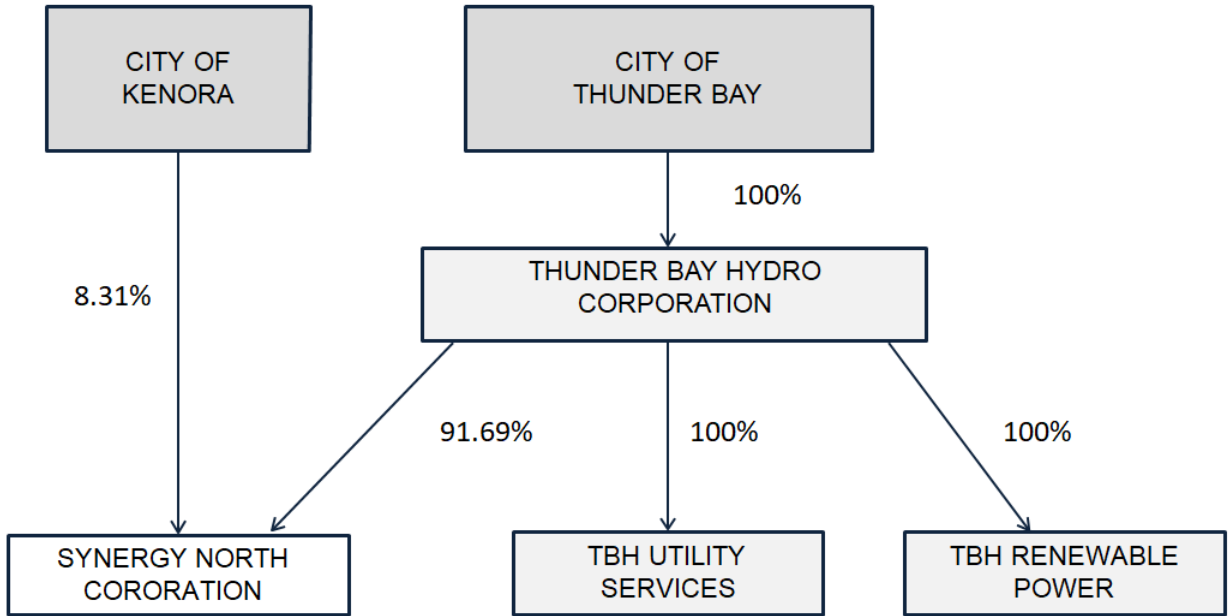 CITY OF
KENORA
CITY OF
THUNDER BAY
100%
THUNDER BAY HYDRO
CORPORATION
8.31%
91.69%
100%
100%
SYNERGY NORTH
CORORATION
TBH UTILITY
SERVICES
TBH RENEWABLE
POWER